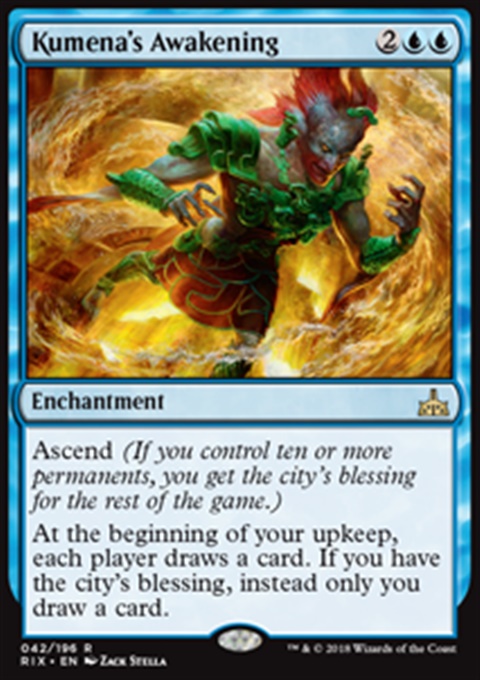 Kumena's Awakening 2
Enchantment
Ascend (If you control ten or more
permanents, you get the city's blessing
for the rest of the game.)
At the beginning of your upkeep,
each player draws a card. If you have
the city's blessing, instead only you
draw a card.
042/196 R
RIX • EN Zack Stella
™ & © 2018 Wizards of the Coast